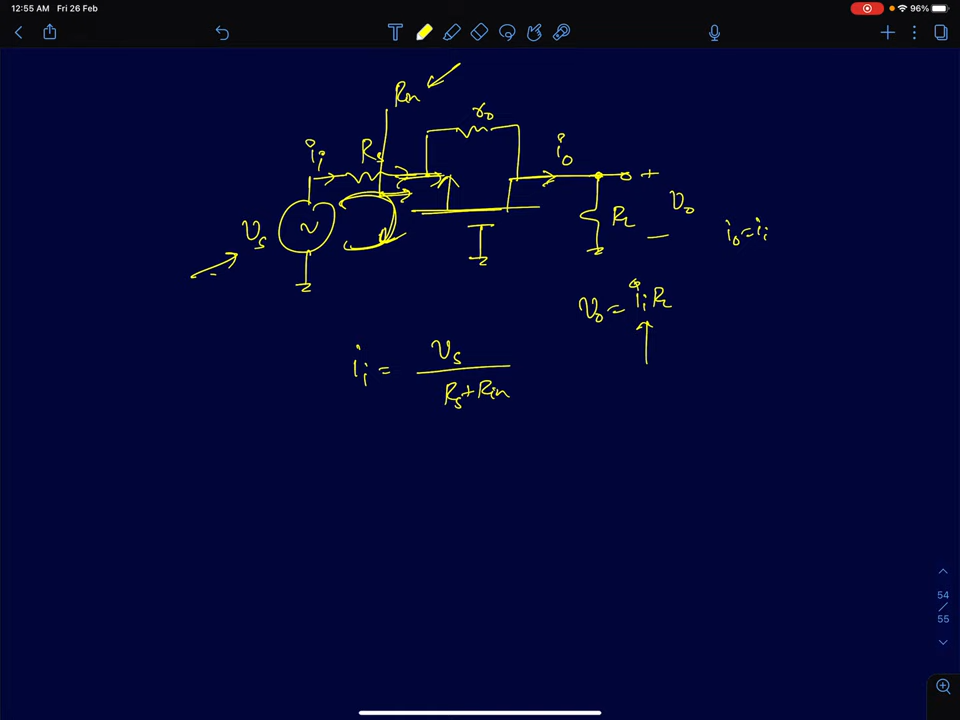 12:55 AM Fri 26 Feb
96%
T
Rin
ro
ii
Rs
io
+
Vs
~
RL
Vo
−
io=ii
Vo= ii RL
ii = Vs
Rs+Rin
54
/
55